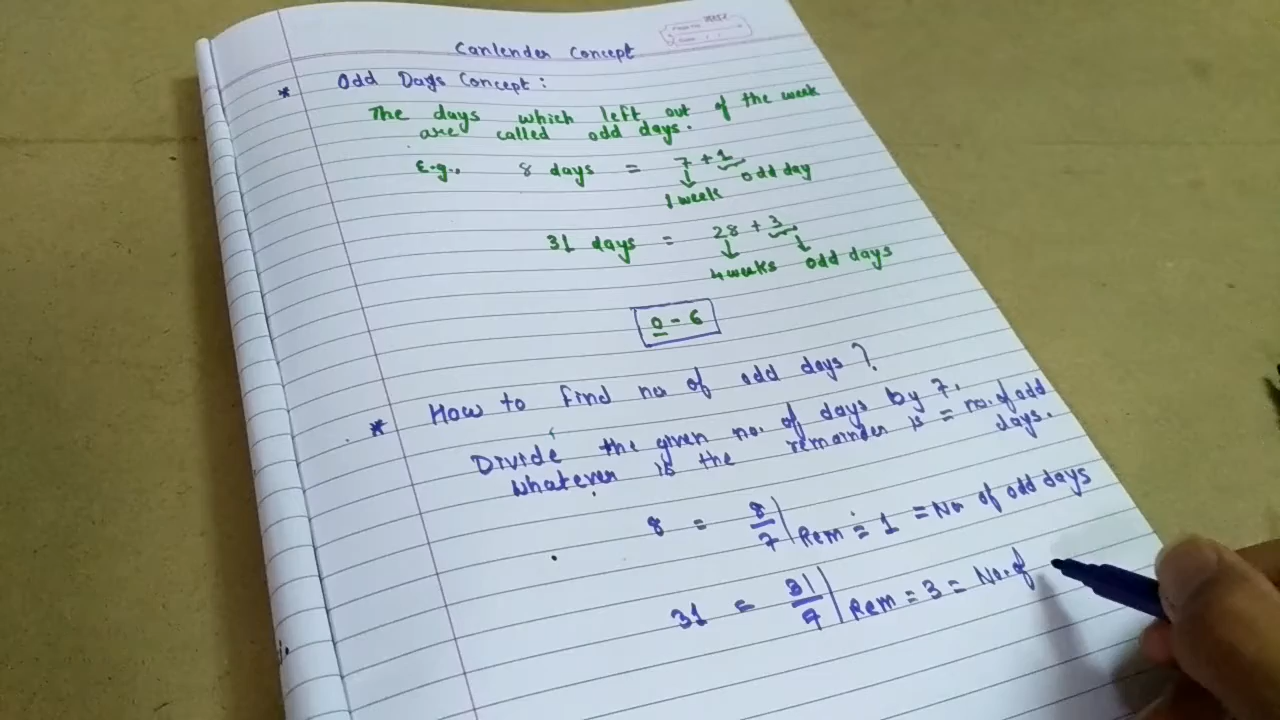 Canlender Concept
* Odd Days Concept:
The days which left out of the week
are called odd days.
E.g., 8 days = 7 + 1
1 week odd day
31 days = 28 + 3
4 weeks odd days
0 - 6
* How to find no. of odd days?
Divide the given no. of days by 7.
Whatever is the remainder is = no. of odd
days.
8 = 8/7 | Rem = 1 = No. of odd days
31 = 31/7 | Rem = 3 = No. of